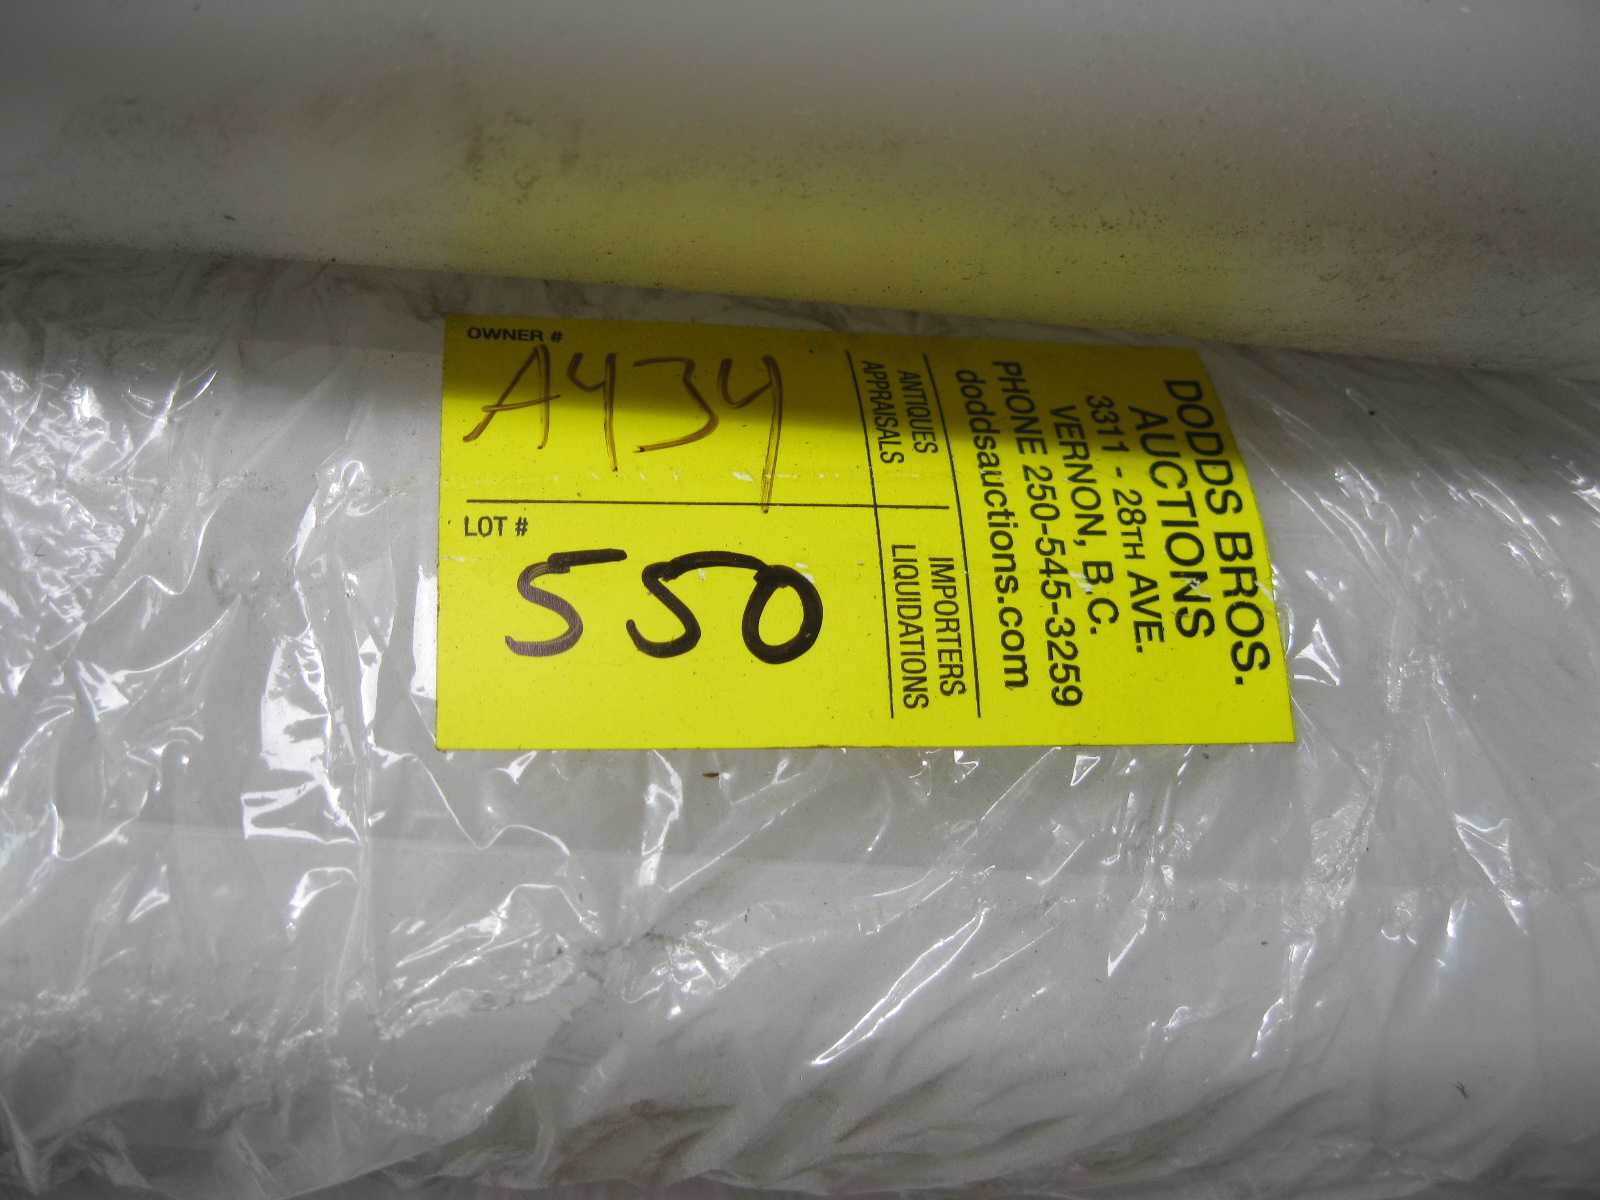 DODDS BROS.
AUCTIONS
3311 - 28TH AVE.
VERNON, B.C.
PHONE 250-545-3259
doddsauctions.com
ANTIQUES
APPRAISALS
IMPORTERS
LIQUIDATIONS
OWNER #
A434
LOT #
550